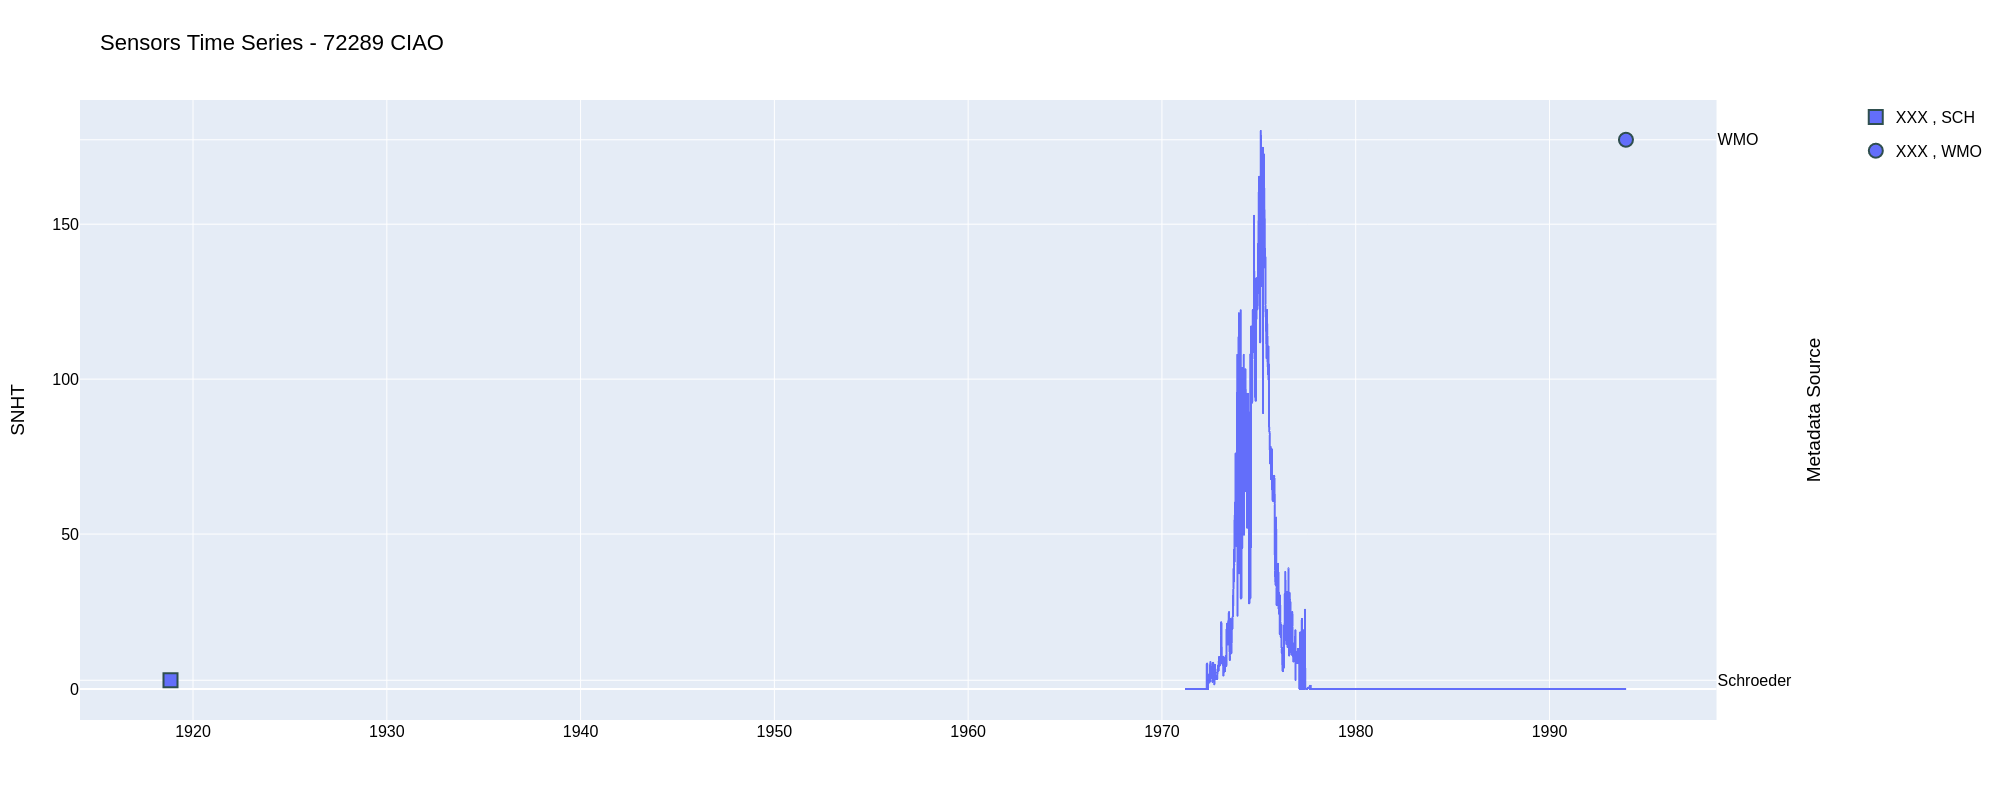 Sensors Time Series - 72289 CIAO
XXX , SCH
XXX , WMO
WMO
Schroeder
Metadata Source
SNHT
150
100
50
0
1920
1930
1940
1950
1960
1970
1980
1990